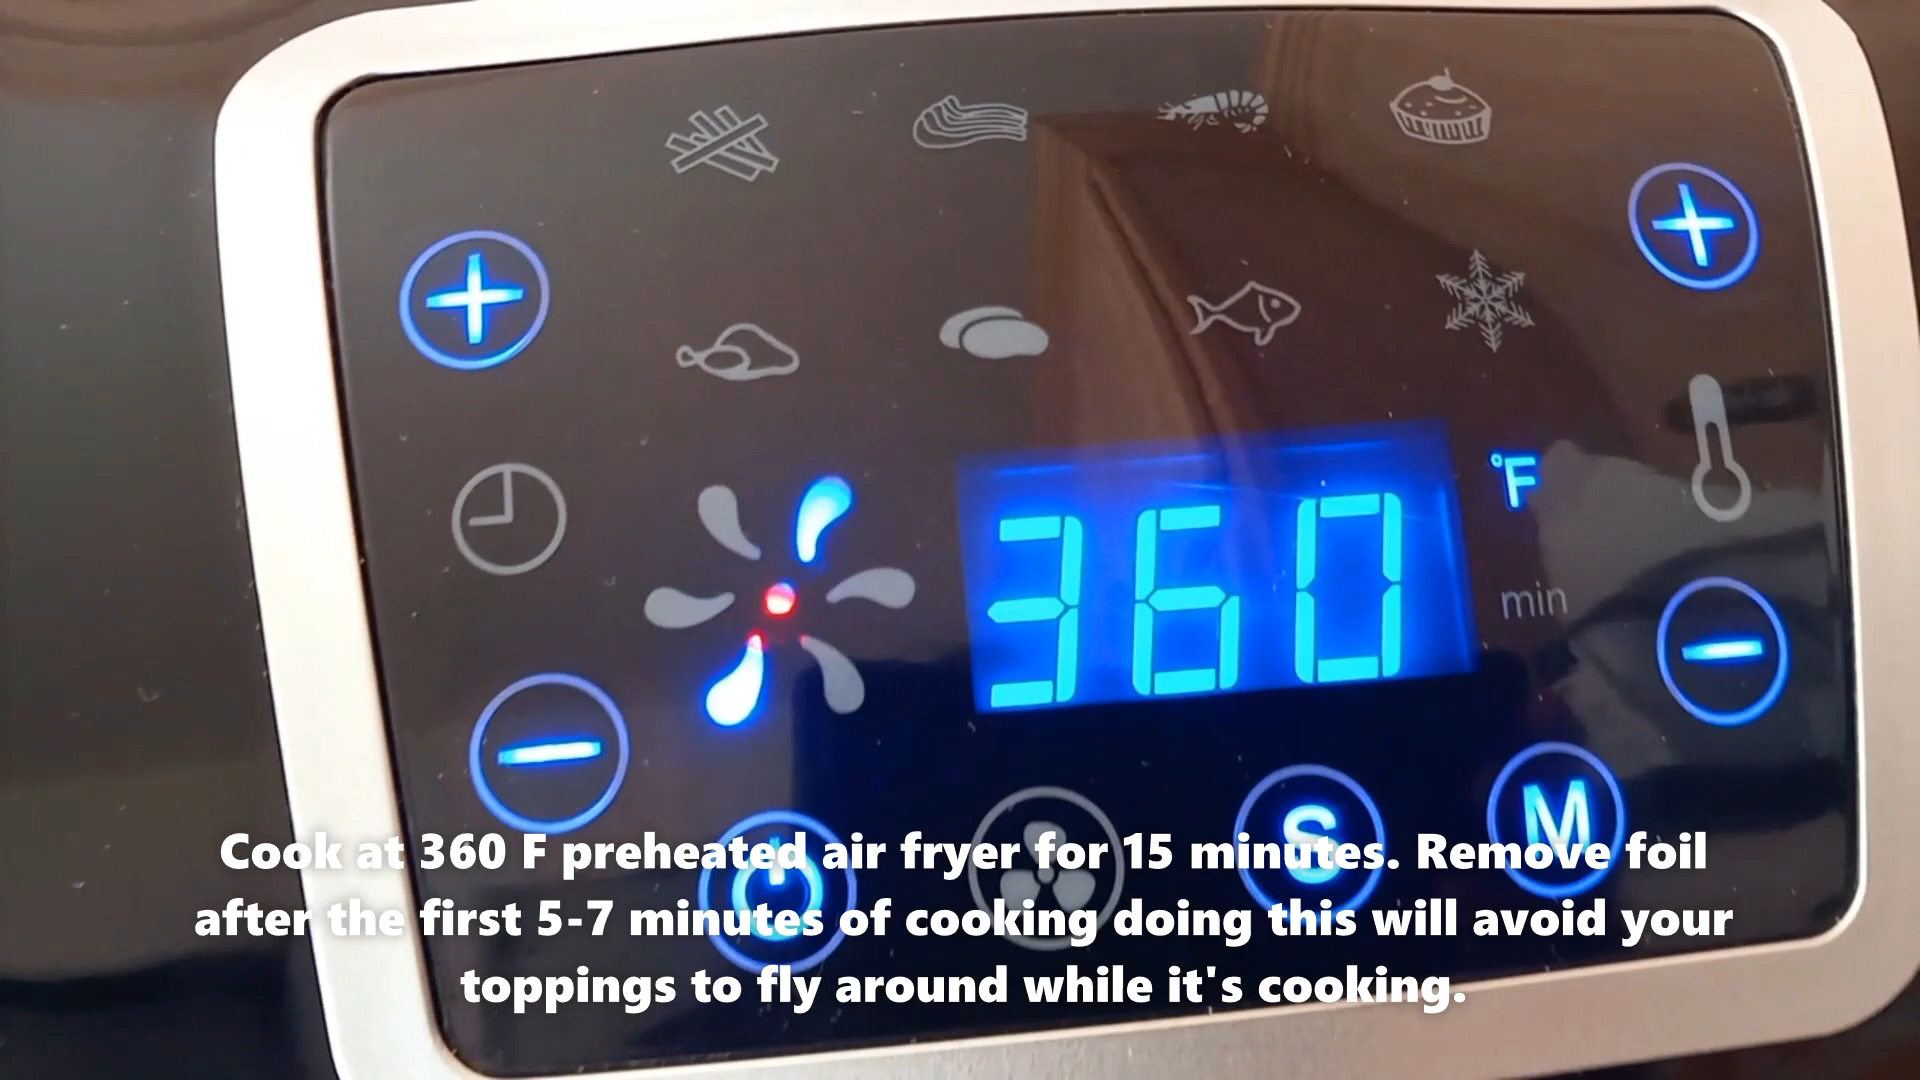 360
°F
min
S
M
Cook at 360 F preheated air fryer for 15 minutes. Remove foil
after the first 5-7 minutes of cooking doing this will avoid your
toppings to fly around while it's cooking.